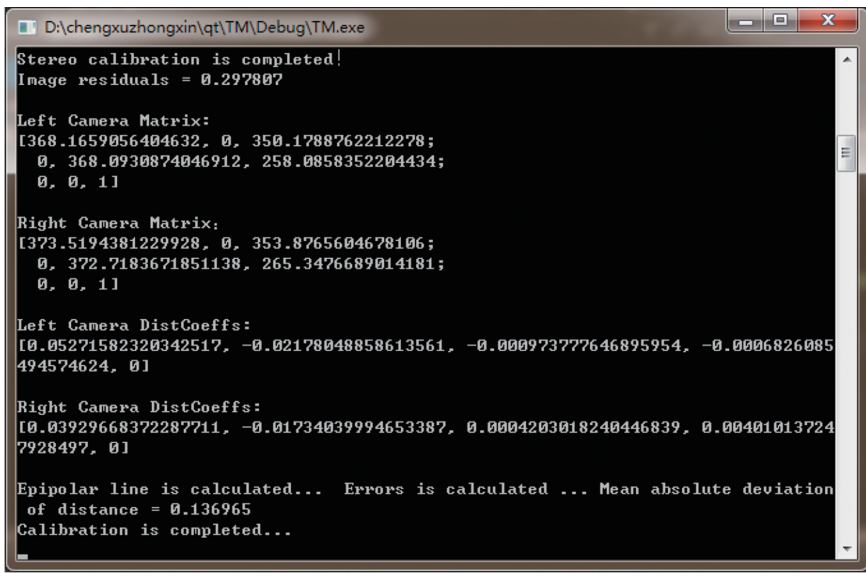 D:\chengxuzhongxin\qt\TM\Debug\TM.exe
Stereo calibration is completed!
Image residuals = 0.297807
Left Camera Matrix:
[368.1659056404632, 0, 350.1788762212278;
0, 368.0930874046912, 258.0858352204434;
0, 0, 1]
Right Camera Matrix:
[373.5194381229928, 0, 353.8765604678106;
0, 372.7183671851138, 265.3476689014181;
0, 0, 1]
Left Camera DistCoeffs:
[0.05271582320342517, -0.02178048858613561, -0.000973777646895954, -0.0006826085
494574624, 0]
Right Camera DistCoeffs:
[0.03929668372287711, -0.01734039994653387, 0.0004203018240446839, 0.00401013724
7928497, 0]
Epipolar line is calculated... Errors is calculated ... Mean absolute deviation
of distance = 0.136965
Calibration is completed...